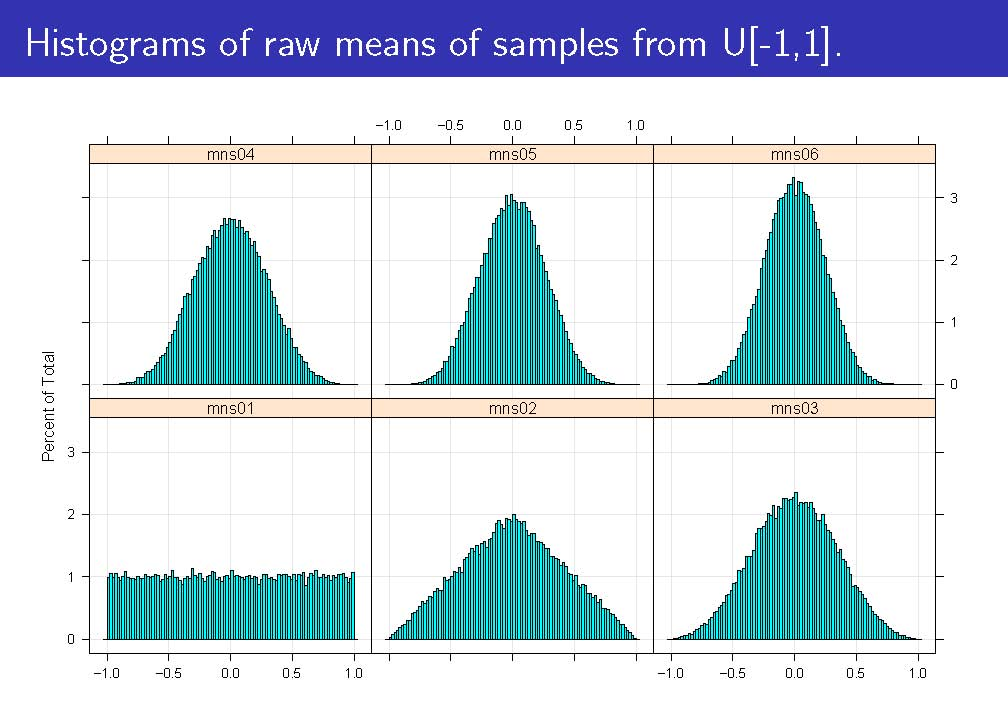 Histograms of raw means of samples from U[-1,1].
−1.0 −0.5 0.0 0.5 1.0
mns04 mns05 mns06
3
2
1
0
Percent of Total
mns01 mns02 mns03
3
2
1
0
−1.0 −0.5 0.0 0.5 1.0 −1.0 −0.5 0.0 0.5 1.0